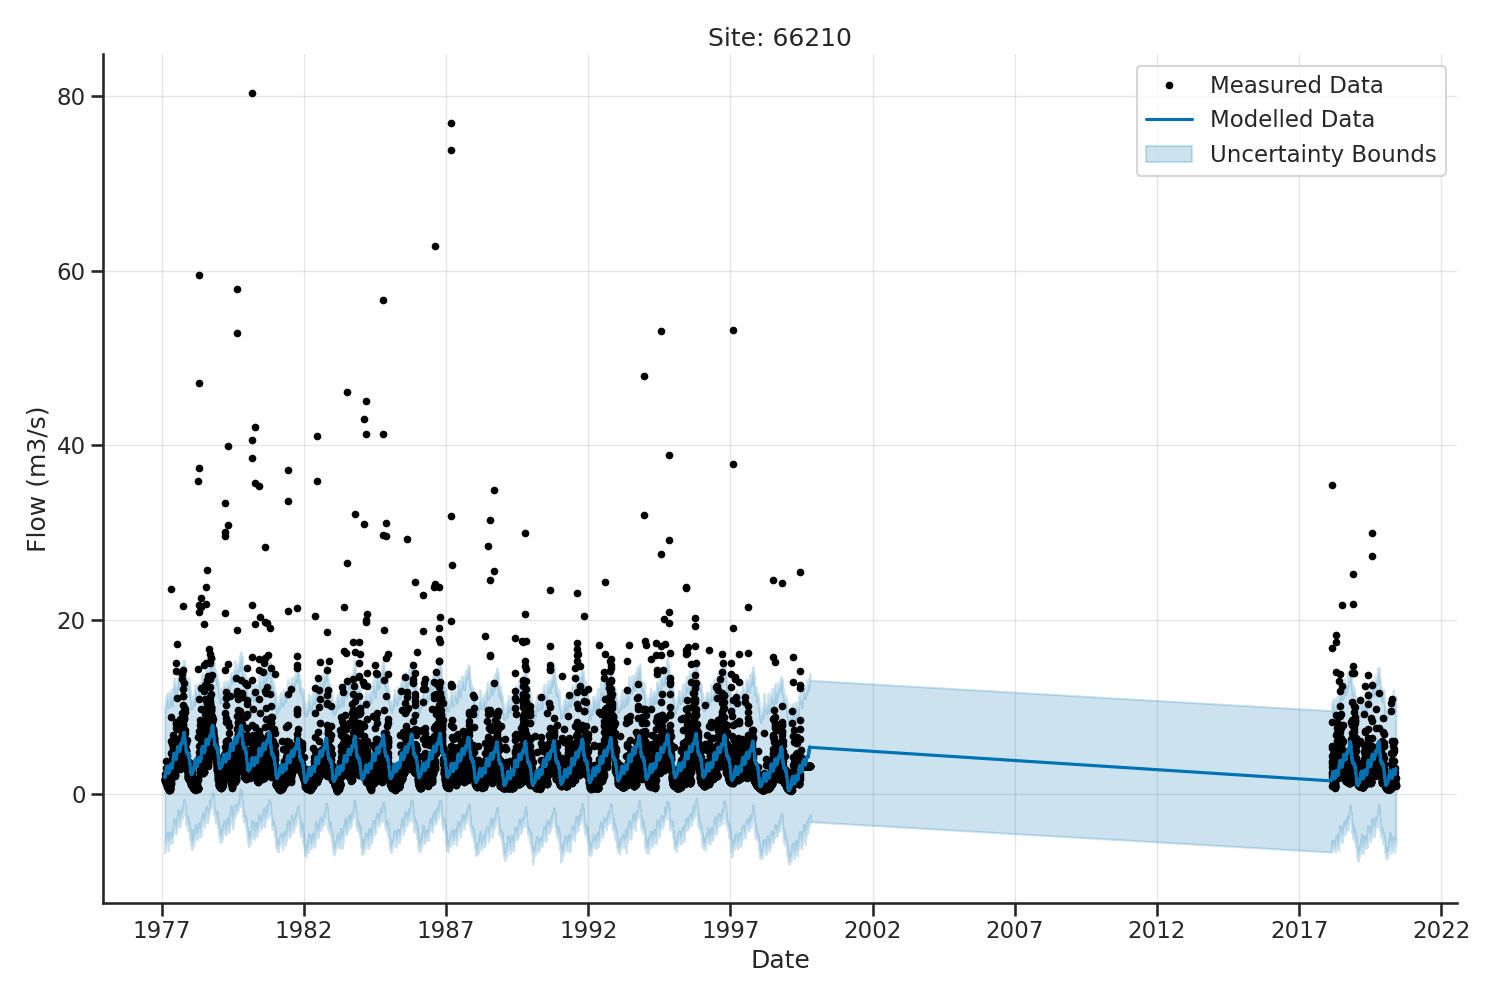 Site: 66210
Measured Data
Modelled Data
Uncertainty Bounds
80
60
40
20
0
Flow (m3/s)
1977 1982 1987 1992 1997 2002 2007 2012 2017 2022
Date